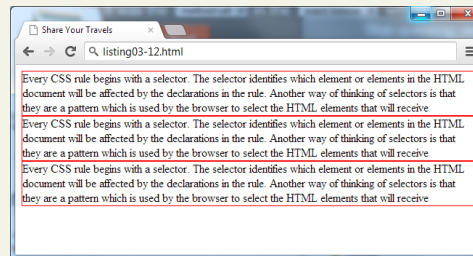 Share Your Travels
listing03-12.html
Every CSS rule begins with a selector. The selector identifies which element or elements in the HTML
document will be affected by the declarations in the rule. Another way of thinking of selectors is that
they are a pattern which is used by the browser to select the HTML elements that will receive
Every CSS rule begins with a selector. The selector identifies which element or elements in the HTML
document will be affected by the declarations in the rule. Another way of thinking of selectors is that
they are a pattern which is used by the browser to select the HTML elements that will receive
Every CSS rule begins with a selector. The selector identifies which element or elements in the HTML
document will be affected by the declarations in the rule. Another way of thinking of selectors is that
they are a pattern which is used by the browser to select the HTML elements that will receive